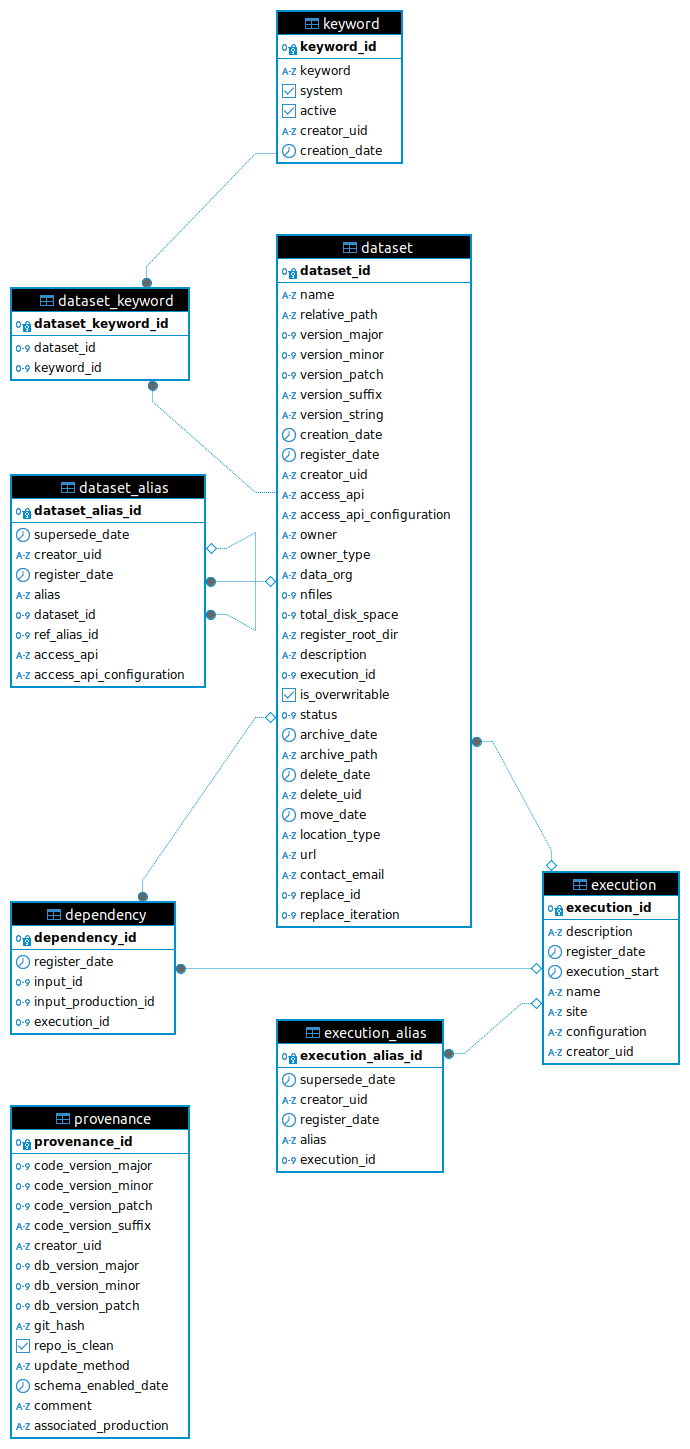 keyword
keyword_id
keyword
system
active
creator_uid
creation_date
dataset
dataset_id
name
relative_path
version_major
version_minor
version_patch
version_suffix
version_string
creation_date
register_date
creator_uid
access_api
access_api_configuration
owner
owner_type
data_org
nfiles
total_disk_space
register_root_dir
description
execution_id
is_overwritable
status
archive_date
archive_path
delete_date
delete_uid
move_date
location_type
url
contact_email
replace_id
replace_iteration
dataset_keyword
dataset_keyword_id
dataset_id
keyword_id
dataset_alias
dataset_alias_id
supersede_date
creator_uid
register_date
alias
dataset_id
ref_alias_id
access_api
access_api_configuration
dependency
dependency_id
register_date
input_id
input_production_id
execution_id
execution
execution_id
description
register_date
execution_start
name
site
configuration
creator_uid
execution_alias
execution_alias_id
supersede_date
creator_uid
register_date
alias
execution_id
provenance
provenance_id
code_version_major
code_version_minor
code_version_patch
code_version_suffix
creator_uid
db_version_major
db_version_minor
db_version_patch
git_hash
repo_is_clean
update_method
schema_enabled_date
comment
associated_production